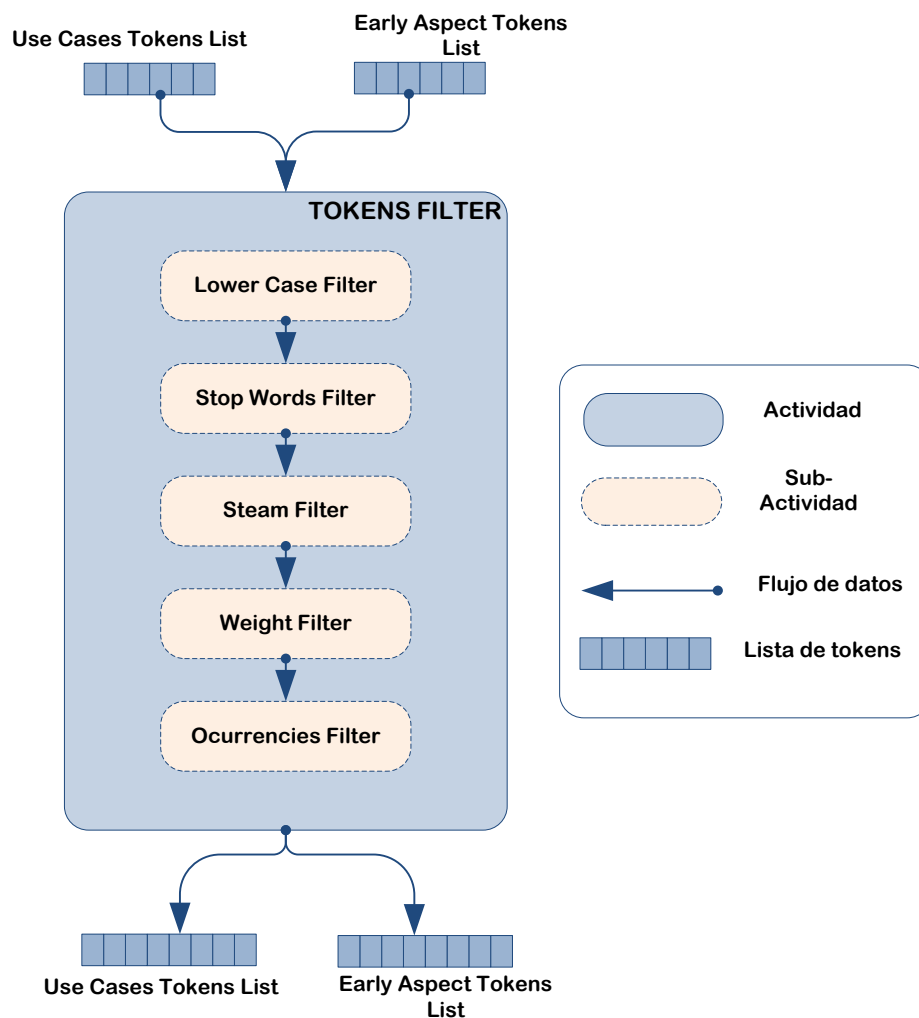 Use Cases Tokens List
Early Aspect Tokens
List
TOKENS FILTER
Lower Case Filter
Stop Words Filter
Steam Filter
Weight Filter
Ocurrencies Filter
Actividad
Sub-
Actividad
Flujo de datos
Lista de tokens
Use Cases Tokens List
Early Aspect Tokens
List